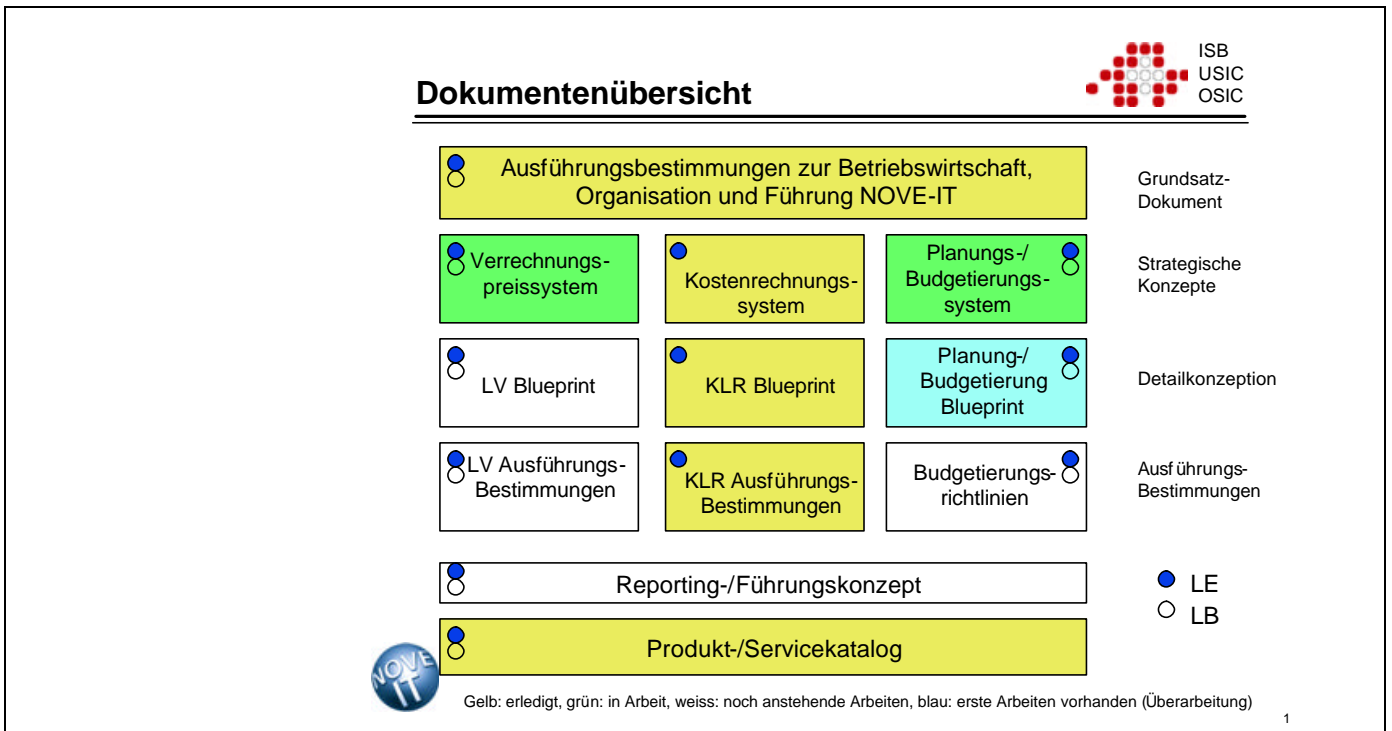 ISB
USIC
OSIC
Dokumentenübersicht
Ausführungsbestimmungen zur Betriebswirtschaft,
Organisation und Führung NOVE-IT
Grundsatz-
Dokument
Verrechnungs-
preissystem
Kostenrechnungs-
system
Planungs-/
Budgetierungs-
system
Strategische
Konzepte
LV Blueprint
KLR Blueprint
Planung-/
Budgetierung
Blueprint
Detailkonzeption
LV Ausführungs-
Bestimmungen
KLR Ausführungs-
Bestimmungen
Budgetierungs-
richtlinien
Ausführungs-
Bestimmungen
Reporting-/Führungskonzept
LE
LB
Produkt-/Servicekatalog
NOVE
IT
Gelb: erledigt, grün: in Arbeit, weiss: noch anstehende Arbeiten, blau: erste Arbeiten vorhanden (Überarbeitung)
1